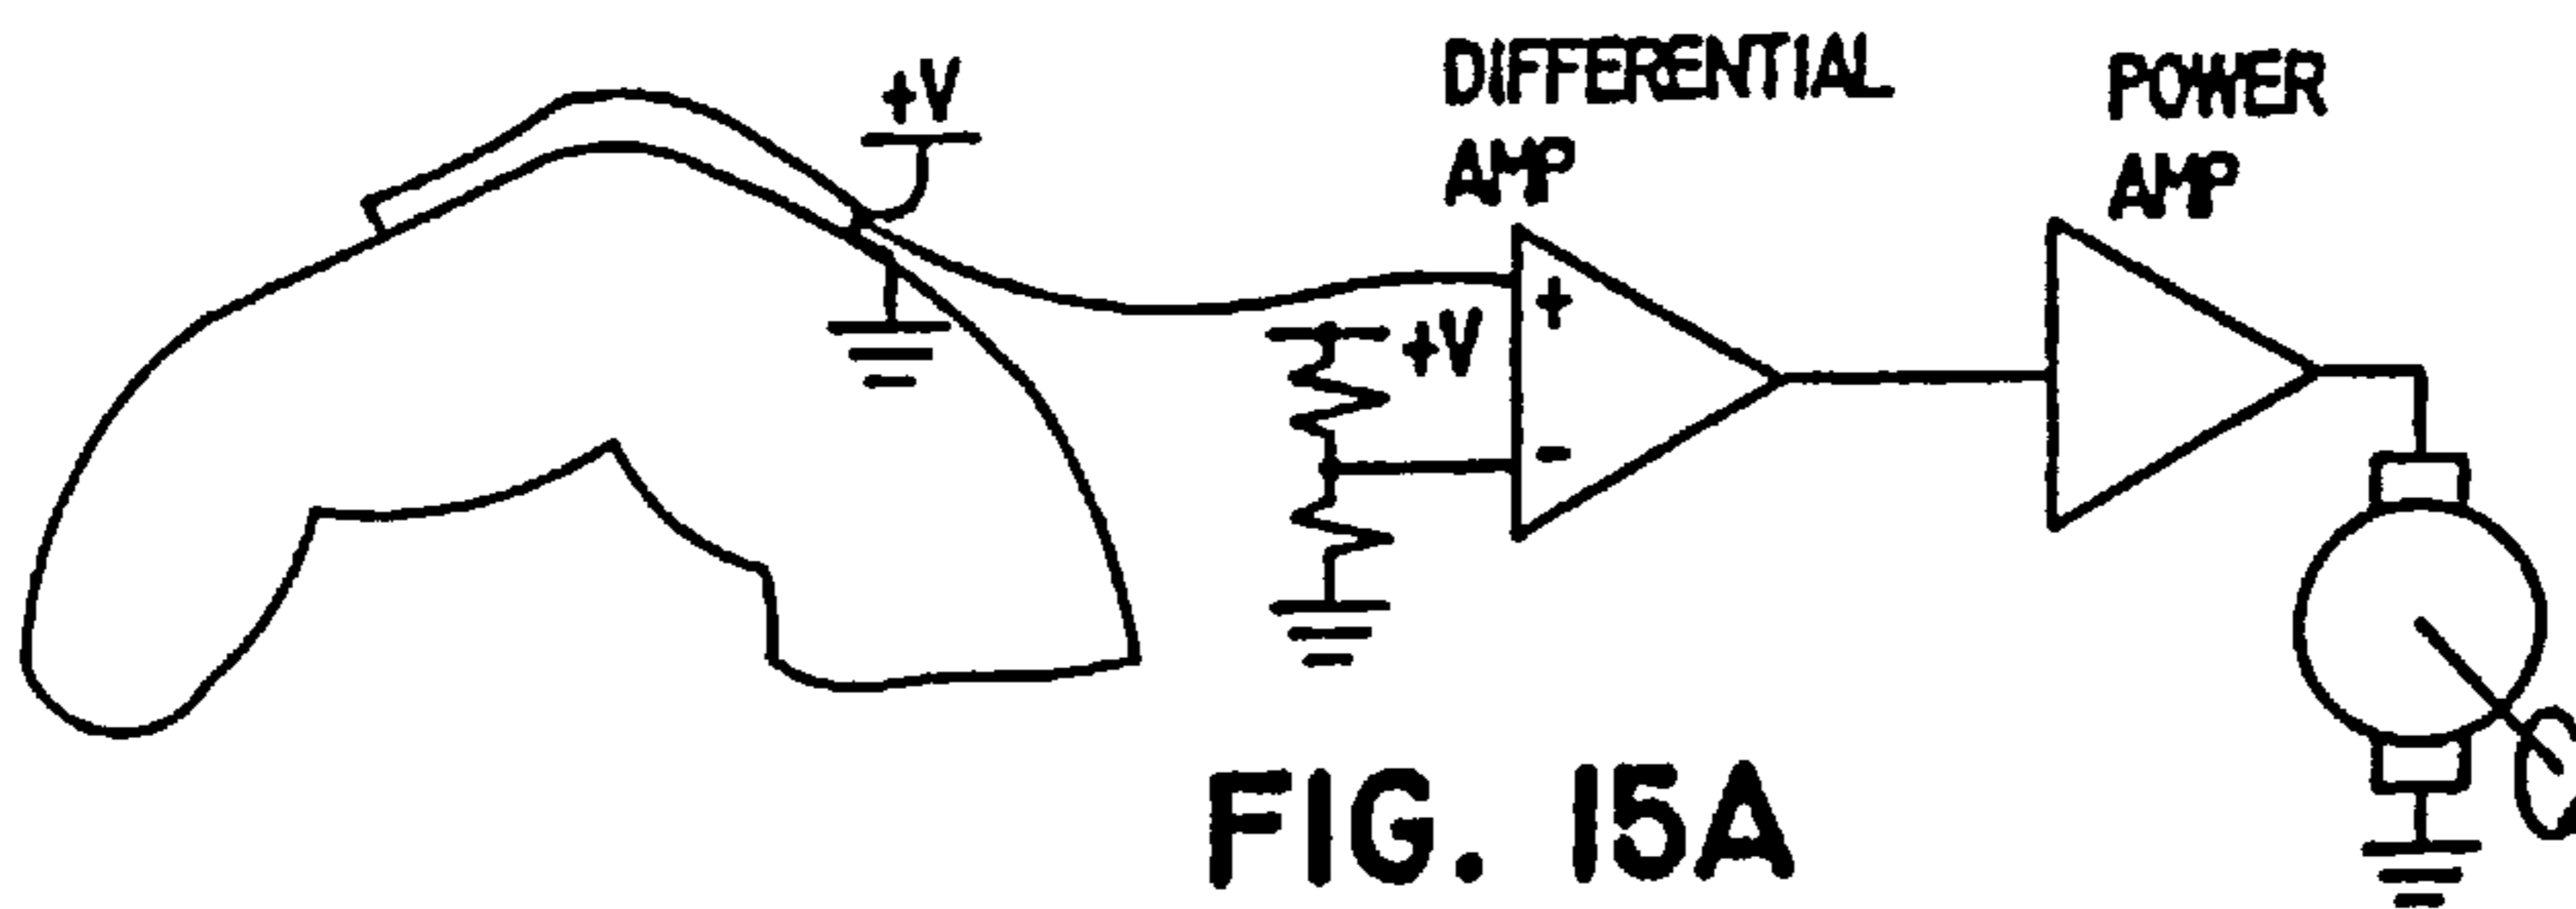 +V
DIFFERENTIAL
AMP
POWER
AMP
+
+V
-
FIG. 15A